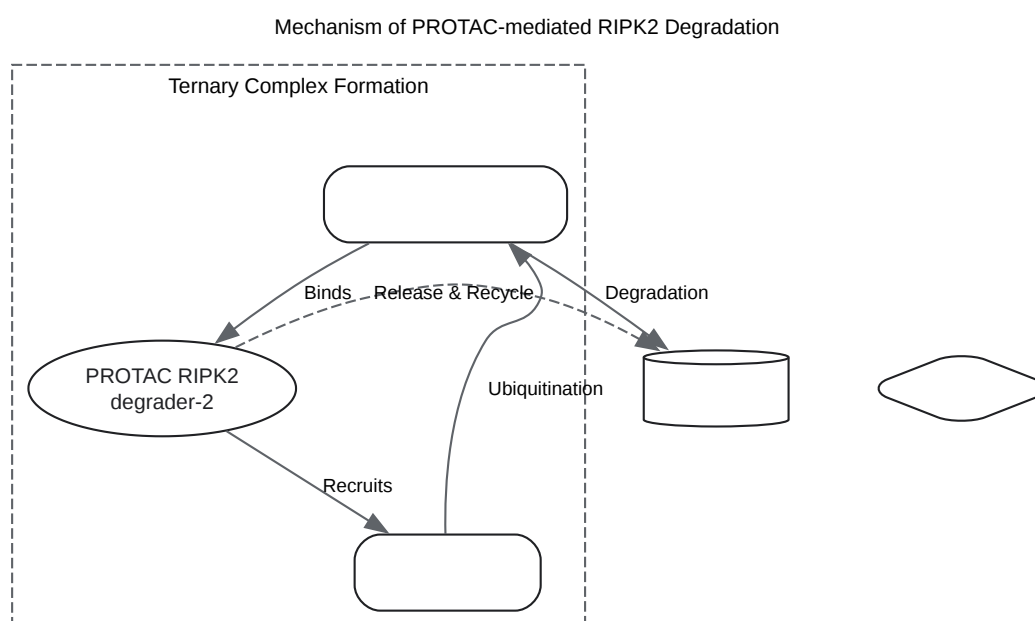 Mechanism of PROTAC-mediated RIPK2 Degradation
Ternary Complex Formation
Binds
Release & Recycle
Degradation
PROTAC RIPK2
degrader-2
Ubiquitination
Recruits